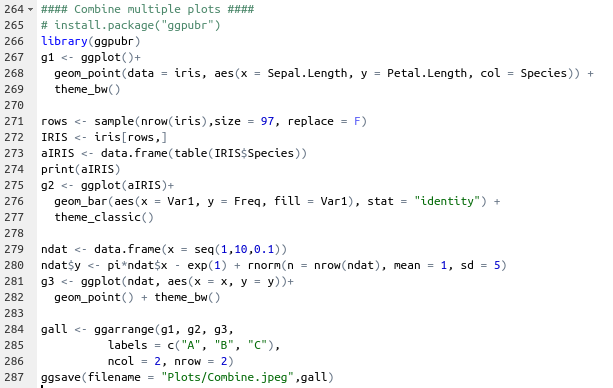 264 #### Combine multiple plots ####
265 # install.package("ggpubr")
266 library(ggpubr)
267 g1 <- ggplot()+
268   geom_point(data = iris, aes(x = Sepal.Length, y = Petal.Length, col = Species)) +
269   theme_bw()
270
271 rows <- sample(nrow(iris),size = 97, replace = F)
272 IRIS <- iris[rows,]
273 aIRIS <- data.frame(table(IRIS$Species))
274 print(aIRIS)
275 g2 <- ggplot(aIRIS)+
276   geom_bar(aes(x = Var1, y = Freq, fill = Var1), stat = "identity") +
277   theme_classic()
278
279 ndat <- data.frame(x = seq(1,10,0.1))
280 ndat$y <- pi*ndat$x - exp(1) + rnorm(n = nrow(ndat), mean = 1, sd = 5)
281 g3 <- ggplot(ndat, aes(x = x, y = y))+
282   geom_point() + theme_bw()
283
284 gall <- ggarrange(g1, g2, g3,
285           labels = c("A", "B", "C"),
286           ncol = 2, nrow = 2)
287 ggsave(filename = "Plots/Combine.jpeg",gall)